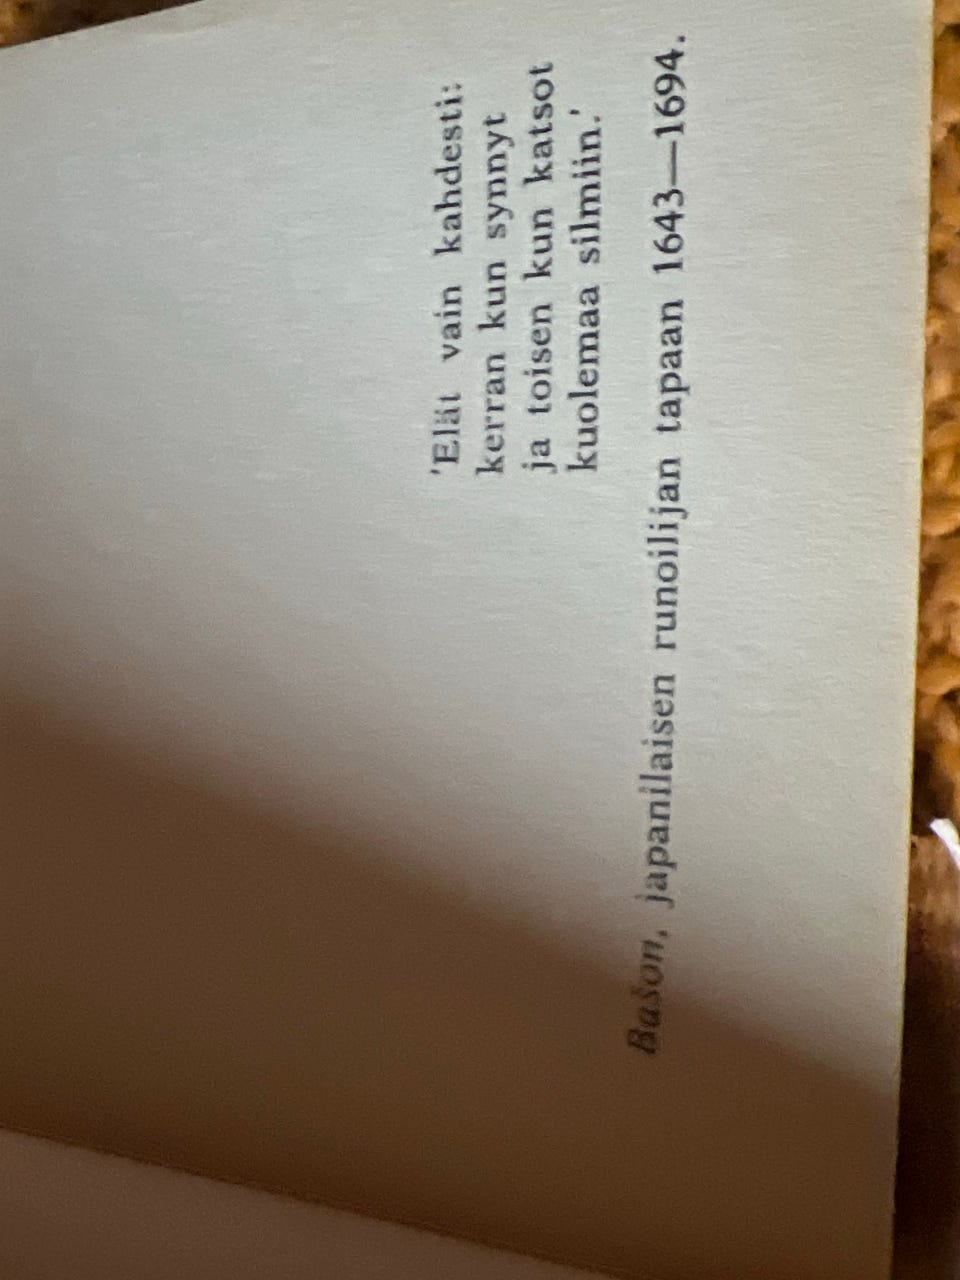 'Elät vain kahdesti:
kerran kun synnyt
ja toisen kun katsot
kuolemaa silmiin.'
Bašon, japanilaisen runoilijan tapaan 1643—1694.